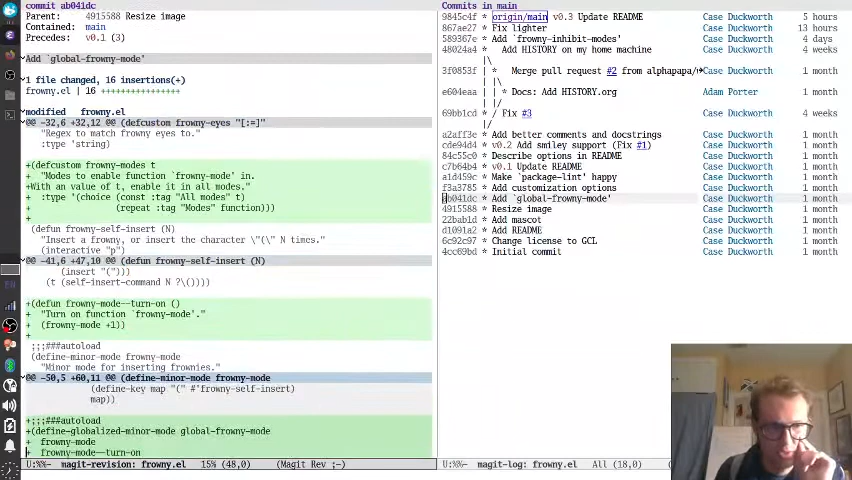 commit ab041dc
Parent:     4915588 Resize image
Contained:  main
Precedes:   v0.1 (3)
Add `global-frowny-mode'
1 file changed, 16 insertions(+)
frowny.el | 16 ++++++++++++++++
modified   frowny.el
@@ -32,6 +32,12 @@ (defcustom frowny-eyes "[:=]"
"Regex to match frowny eyes to."
:type 'string)
+(defcustom frowny-modes t
+  "Modes to enable function `frowny-mode' in.
+With an value of t, enable it in all modes."
+  :type '(choice (const :tag "All modes" t)
+                 (repeat :tag "Modes" function)))
+
(defun frowny-self-insert (N)
"Insert a frowny, or insert the character \"(\" N times."
(interactive "p")
@@ -41,6 +47,10 @@ (defun frowny-self-insert (N)
(insert "(")))
(t (self-insert-command N ?\())))
+(defun frowny-mode--turn-on ()
+  "Turn on function `frowny-mode'."
+  (frowny-mode +1))
+
;;;###autoload
(define-minor-mode frowny-mode
"Minor mode for inserting frownies."
@@ -50,5 +60,11 @@ (define-minor-mode frowny-mode
(define-key map "(" #'frowny-self-insert)
map))
+;;;###autoload
+(define-globalized-minor-mode global-frowny-mode
+  frowny-mode
+  frowny-mode--turn-on
U:%%-  magit-revision: frowny.el   15% (48,0)     (Magit Rev ;-)
Commits in main
9845c4f * origin/main v0.3 Update README Case Duckworth 5 hours
867ae27 * Fix lighter Case Duckworth 13 hours
589367e * Add `frowny-inhibit-modes' Case Duckworth 4 days
48024a4 *   Add HISTORY on my home machine Case Duckworth 4 weeks
|\
3f0853f | *   Merge pull request #2 from alphapapa/ Case Duckworth 1 month
| |\
e604eaa | | * Docs: Add HISTORY.org Adam Porter 1 month
| |/
69bb1cd * / Fix #3 Case Duckworth 4 weeks
|/
a2aff3e * Add better comments and docstrings Case Duckworth 1 month
cde94d4 * v0.2 Add smiley support (Fix #1) Case Duckworth 1 month
84c55c0 * Describe options in README Case Duckworth 1 month
c7b64b4 * v0.1 Update README Case Duckworth 1 month
a1d459c * Make `package-lint' happy Case Duckworth 1 month
f3a3785 * Add customization options Case Duckworth 1 month
ab041dc * Add `global-frowny-mode' Case Duckworth 1 month
4915588 * Resize image Case Duckworth 1 month
22bab1d * Add mascot Case Duckworth 1 month
d1091a2 * Add README Case Duckworth 1 month
6c92c97 * Change license to GCL Case Duckworth 1 month
4cc69bd * Initial commit Case Duckworth 1 month
U:%%-  magit-log: frowny.el   All (18,0)     (M